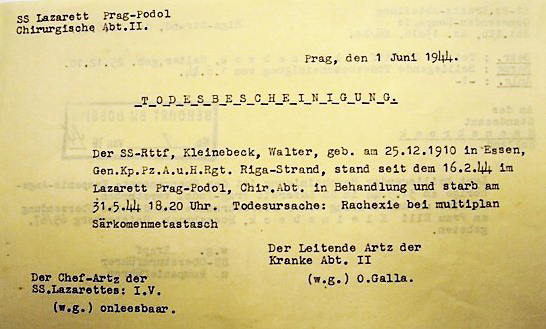 SS Lazarett Prag-Podol
Chirurgische Abt.II.
Prag, den 1 Juni 1944.
TODESBESCHEINIGUNG.
Der SS-Rttf, Kleinebeck, Walter, geb. am 25.12.1910 in Essen,
Gen.Kp.Pz.A.u.H.Rgt. Riga-Strand, stand seit dem 16.2.44 im
Lazarett Prag-Podol, Chir.Abt. in Behandlung und starb am
31.5.44 18.20 Uhr. Todesursache: Rachexie bei multiplan
Särkomenmetastasch
Der Leitende Artz der
Kranke Abt. II
(w.g.) O.Galla.
Der Chef-Artz der
SS.Lazarettes: I.V.
(w.g.) onleesbaar.